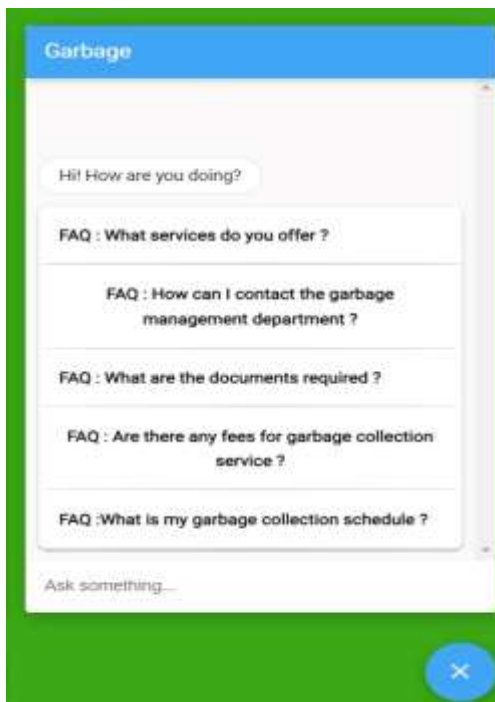 Garbage
Hi! How are you doing?
FAQ : What services do you offer ?
FAQ : How can I contact the garbage
management department ?
FAQ : What are the documents required ?
FAQ : Are there any fees for garbage collection
service ?
FAQ :What is my garbage collection schedule ?
Ask something...